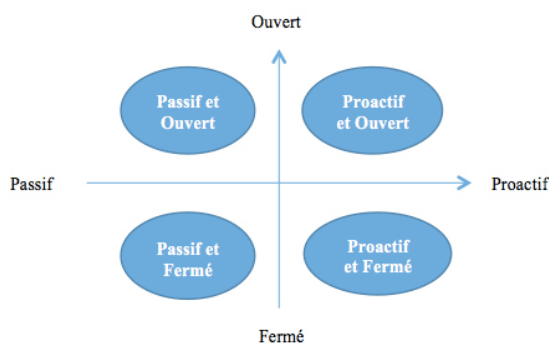 Ouvert
Passif et
Ouvert
Proactif
et Ouvert
Passif
Proactif
Passif et
Fermé
Proactif
et Fermé
Fermé